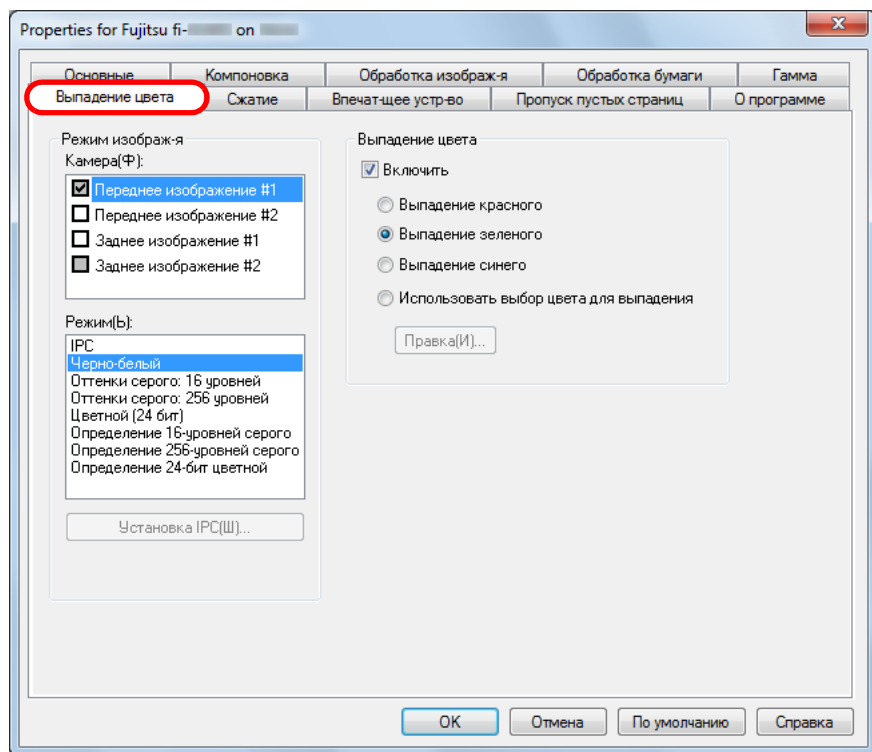 Properties for Fujitsu fi- on
Основные Компоновка Обработка изображ-я Обработка бумаги Гамма
Выпадение цвета Сжатие Впечат-щее устр-во Пропуск пустых страниц О программе
Режим изображ-я
Камера(Ф):
Переднее изображение #1
Переднее изображение #2
Заднее изображение #1
Заднее изображение #2
Режим(Ь):
IPC
Черно-белый
Оттенки серого: 16 уровней
Оттенки серого: 256 уровней
Цветной (24 бит)
Определение 16-уровней серого
Определение 256-уровней серого
Определение 24-бит цветной
Установка IPC(Ш)...
Выпадение цвета
Включить
Выпадение красного
Выпадение зеленого
Выпадение синего
Использовать выбор цвета для выпадения
Правка(И)...
OK Отмена По умолчанию Справка